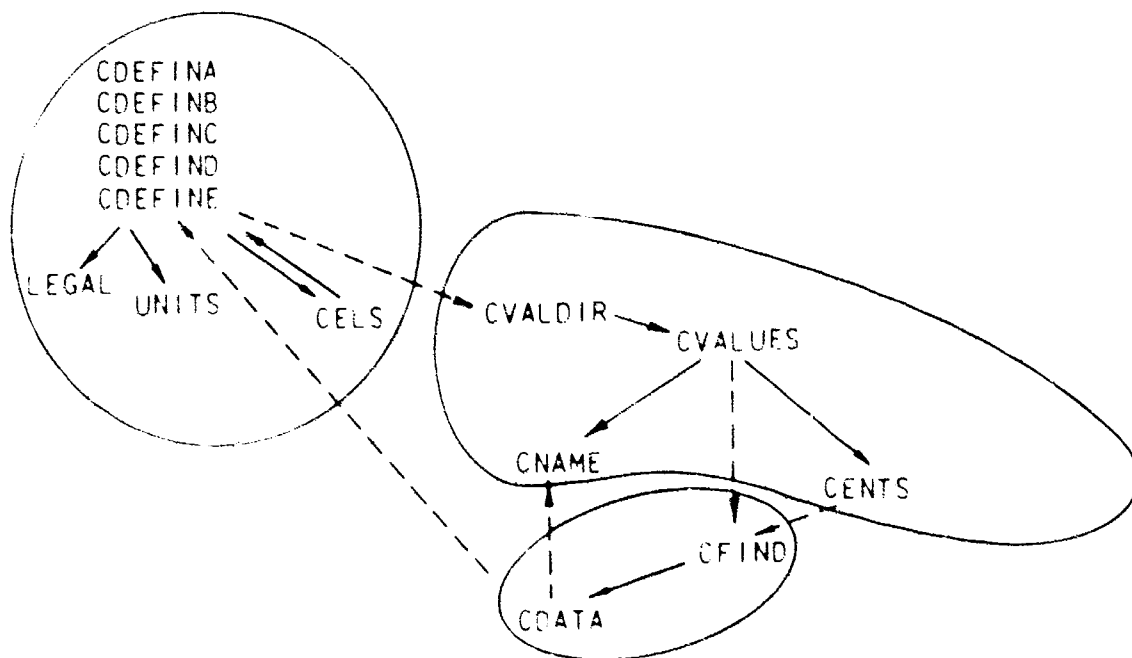 CDEFINA
CDEFINB
CDEFINC
CDEFIND
CDEFINE
LEGAL
UNITS
CELS
CVALDIR
CVALUES
CNAME
CENTS
CFIND
CDATA